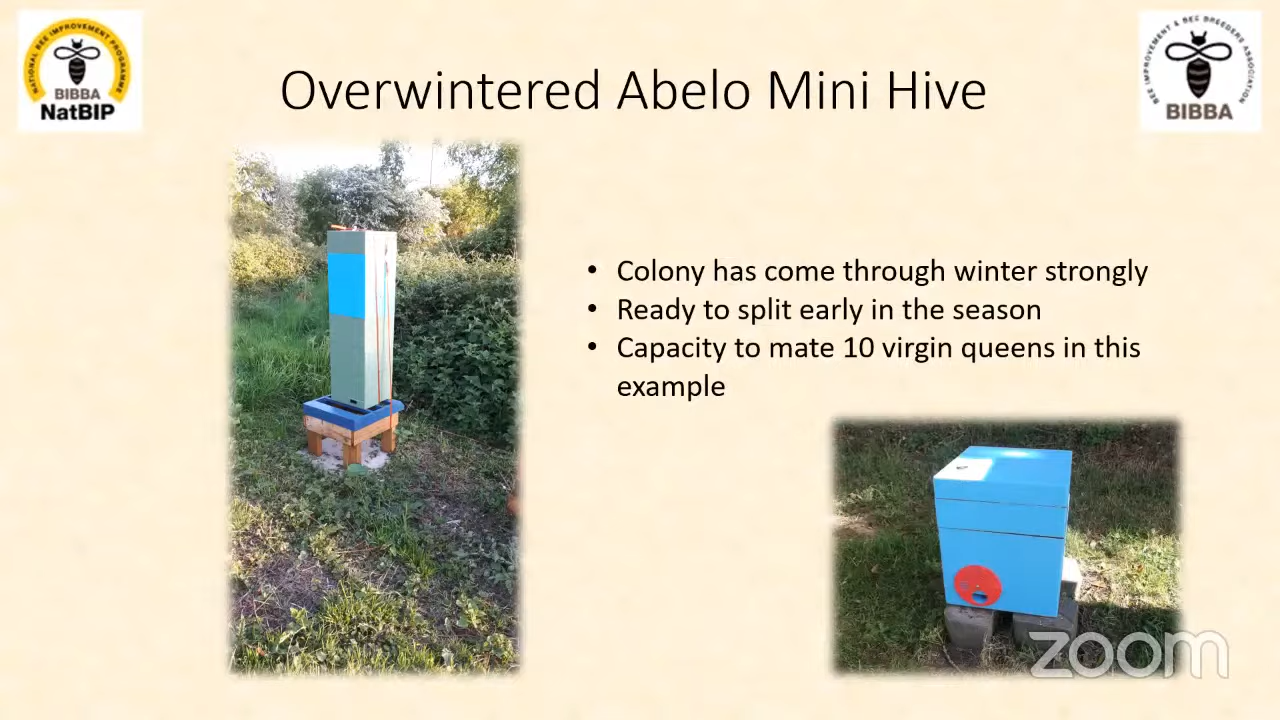 NATIONAL BEE IMPROVEMENT PROGRAMME
BIBBA
NatBIP
Overwintered Abelo Mini Hive
BEE IMPROVEMENT & BEE BREEDERS ASSOCIATION
BIBBA
• Colony has come through winter strongly
• Ready to split early in the season
• Capacity to mate 10 virgin queens in this
example
zoom